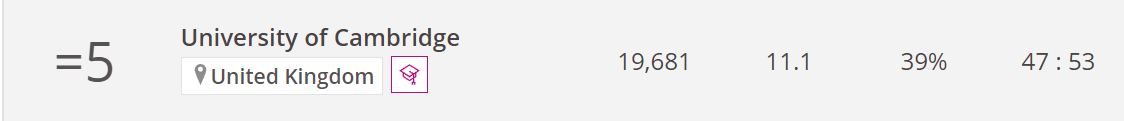 =5
University of Cambridge
United Kingdom
19,681 11.1 39% 47 : 53